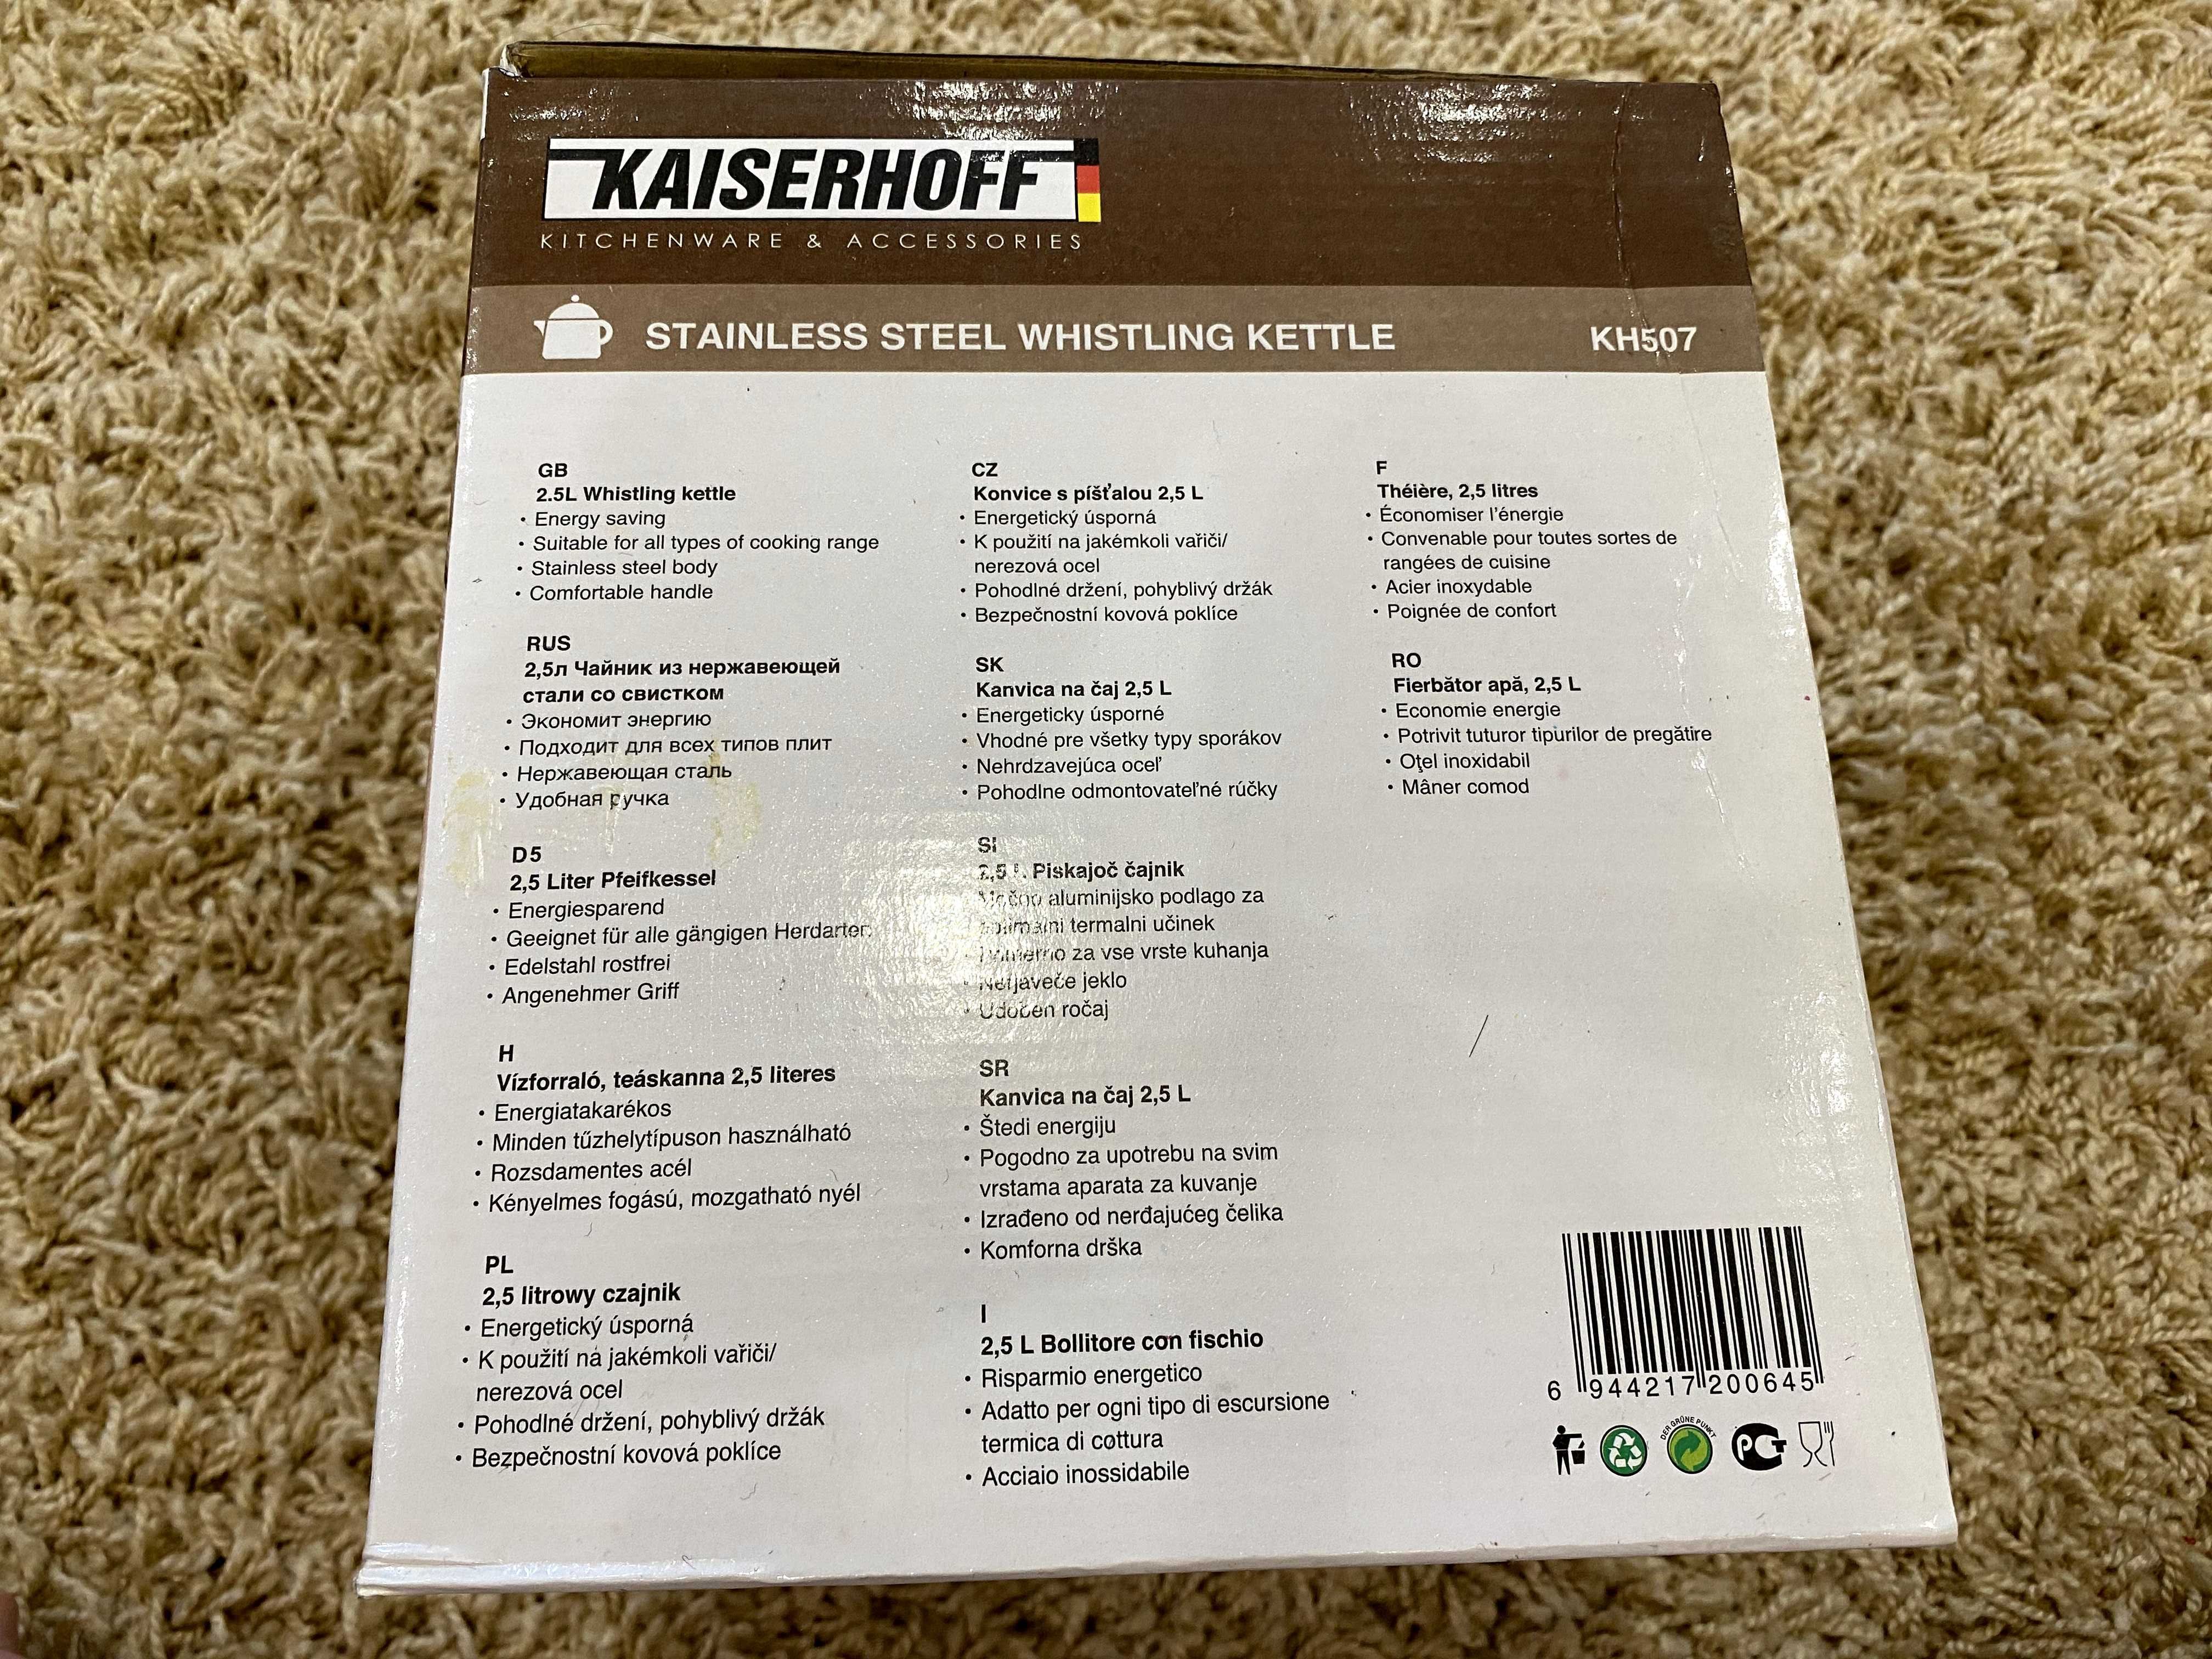 KAISERHOFF
KITCHENWARE & ACCESSORIES
STAINLESS STEEL WHISTLING KETTLE
KH507
GB
2.5L Whistling kettle
• Energy saving
• Suitable for all types of cooking range
• Stainless steel body
• Comfortable handle
RUS
2,5л Чайник из нержавеющей
стали со свистком
• Экономит энергию
• Подходит для всех типов плит
• Нержавеющая сталь
• Удобная ручка
D5
2,5 Liter Pfeifkessel
• Energiesparend
• Geeignet für alle gängigen Herdarten
• Edelstahl rostfrei
• Angenehmer Griff
H
Vízforraló, teáskanna 2,5 literes
• Energiatakarékos
• Minden tűzhelytípuson használható
• Rozsdamentes acél
• Kényelmes fogású, mozgatható nyél
PL
2,5 litrowy czajnik
• Energetický úsporná
• K použití na jakémkoli vařiči/
nerezová ocel
• Pohodlné držení, pohyblivý držák
• Bezpečnostní kovová poklíce
CZ
Konvice s píšťalou 2,5 L
• Energetický úsporná
• K použití na jakémkoli vařiči/
nerezová ocel
• Pohodlné držení, pohyblivý držák
• Bezpečnostní kovová poklíce
SK
Kanvica na čaj 2,5 L
• Energeticky úsporné
• Vhodné pre všetky typy sporákov
• Nehrdzavejúca oceľ
• Pohodlne odmontovateľné rúčky
SI
2,5 L Piskajoč čajnik
aluminijsko podlago za
termalni učinek
za vse vrste kuhanja
• jeklo
• Udoben ročaj
SR
Kanvica na čaj 2,5 L
• Štedi energiju
• Pogodno za upotrebu na svim
vrstama aparata za kuvanje
• Izrađeno od nerđajućeg čelika
• Komforna drška
I
2,5 L Bollitore con fischio
• Risparmio energetico
• Adatto per ogni tipo di escursione
termica di cottura
• Acciaio inossidabile
F
Théière, 2,5 litres
• Économiser l'énergie
• Convenable pour toutes sortes de
rangées de cuisine
• Acier inoxydable
• Poignée de confort
RO
Fierbător apă, 2,5 L
• Economie energie
• Potrivit tuturor tipurilor de pregătire
• Oţel inoxidabil
• Mâner comod
6 944217 200645
DER GRÜNE PUNKT